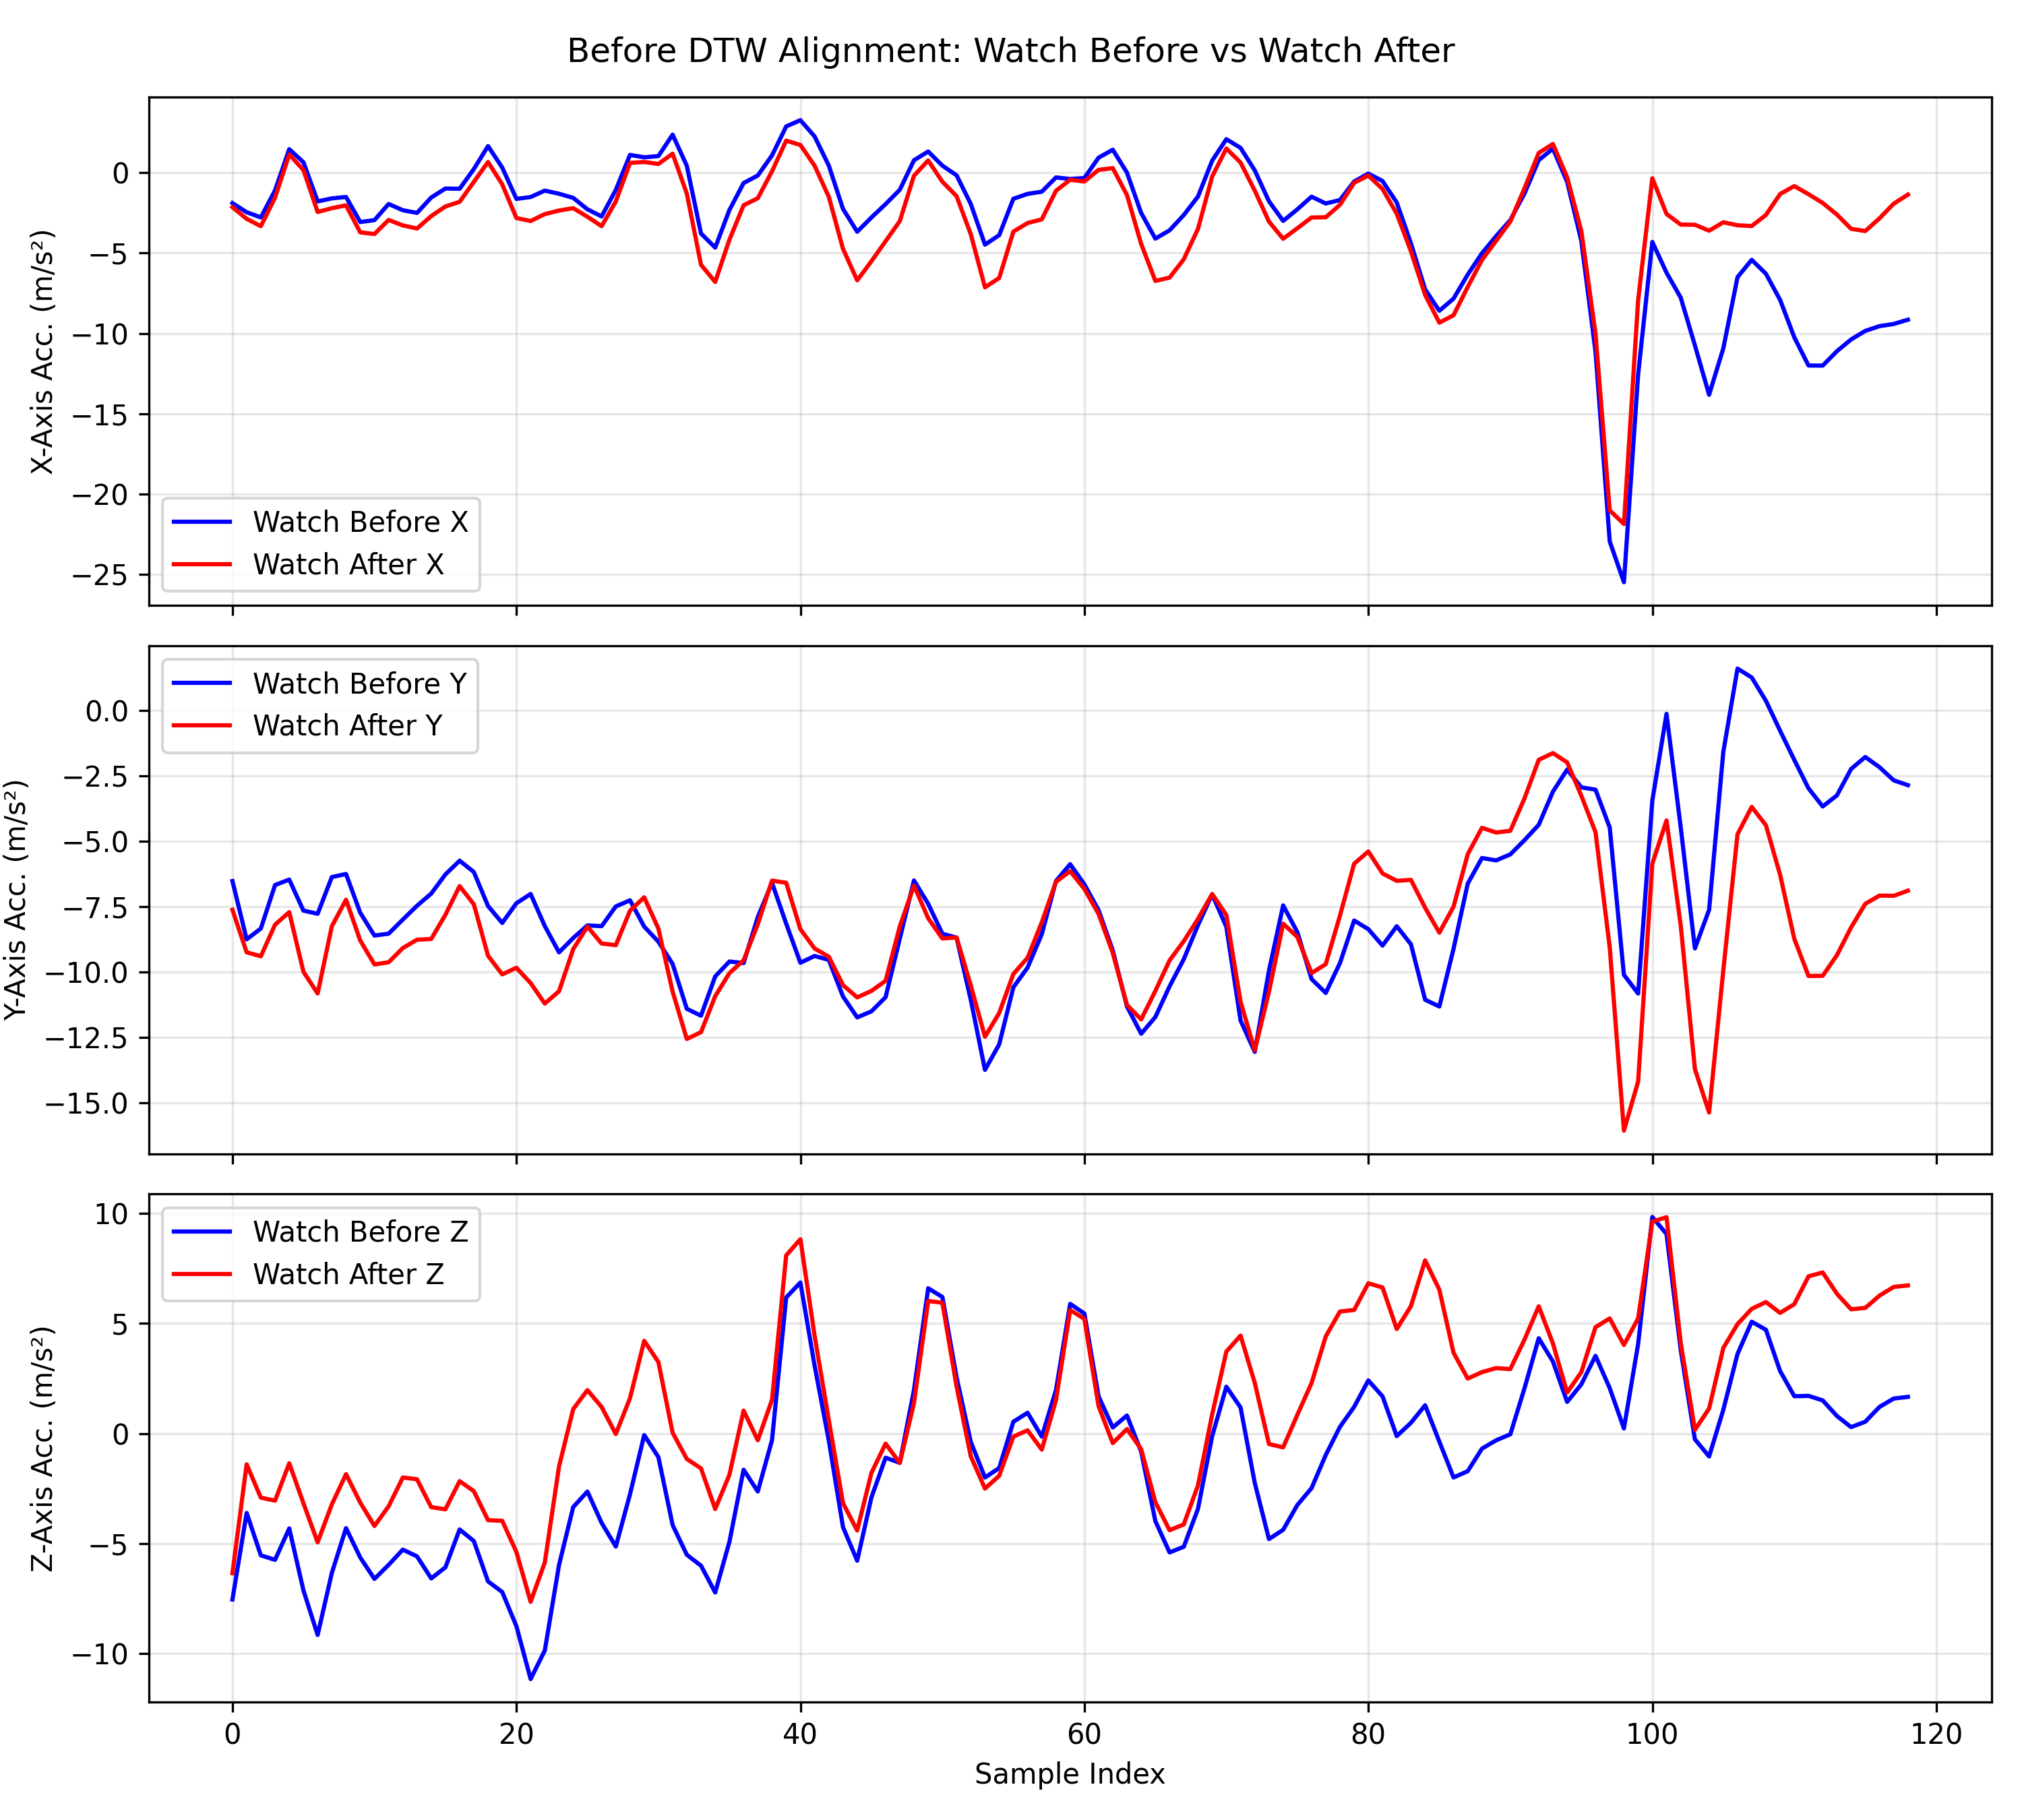 Before DTW Alignment: Watch Before vs Watch After
X-Axis Acc. (m/s²)
0
−5
−10
−15
−20
−25
Watch Before X
Watch After X
Y-Axis Acc. (m/s²)
0.0
−2.5
−5.0
−7.5
−10.0
−12.5
−15.0
Watch Before Y
Watch After Y
Z-Axis Acc. (m/s²)
10
5
0
−5
−10
Watch Before Z
Watch After Z
0 20 40 60 80 100 120
Sample Index